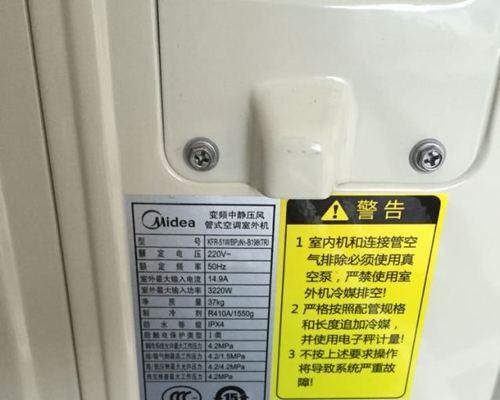 Midea
变频中静压风
管式空调室外机
型 号 KFR-51W/BP2N1-B19B(TR)
额 定 电 压 220V~
额 定 频 率 50Hz
室外最大输入电流 14.9A
室外最大输入功率 3220W
质 量 37kg
制 冷 剂 R410A/1550g
防 水 等 级 IPX4
防触电保护类型 I 类
4.2MPa
4.2/1.5MPa
4.2/4.2MPa
4.2MPa
15
警告
1 室内机和连接管空
气排除必须使用真
空泵，严禁使用室
外机冷媒排空!
2 严格按照配管规格
和长度追加冷媒，
并使用电子秤计量!
3 不按上述要求操作
将导致系统严重故
障!